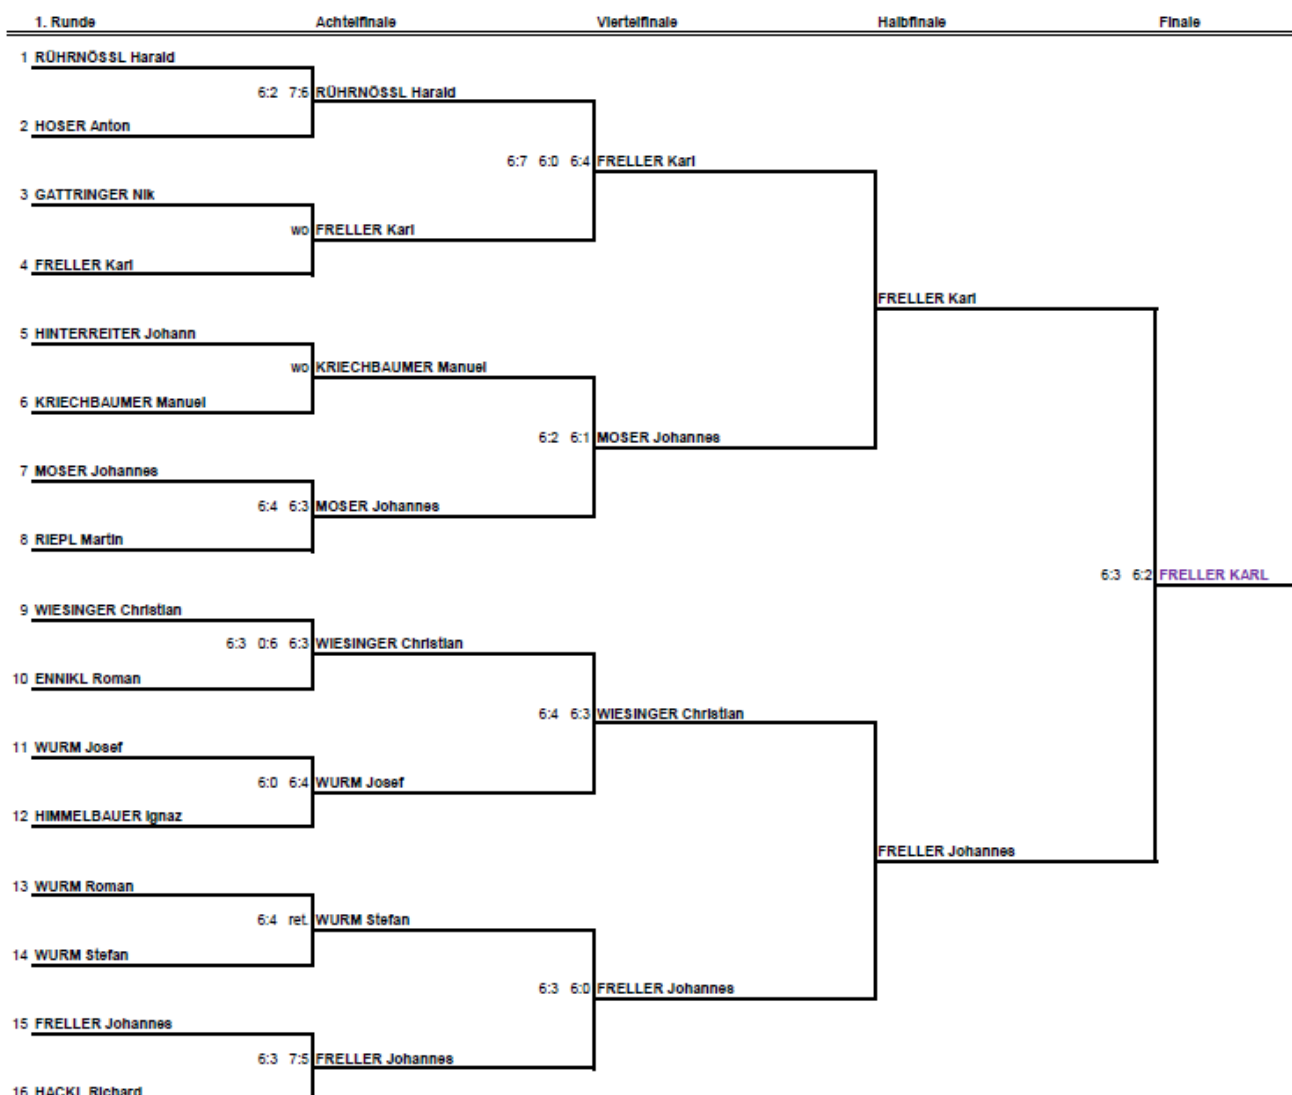 1. Runde Achtelfinale Viertelfinale Halbfinale Finale
1 RÜHRNÖSSL Harald
6:2 7:6 RÜHRNÖSSL Harald
2 HOSER Anton
6:7 6:0 6:4 FRELLER Karl
3 GATTRINGER Nik
wo FRELLER Karl
4 FRELLER Karl
FRELLER Karl
5 HINTERREITER Johann
wo KRIECHBAUMER Manuel
6 KRIECHBAUMER Manuel
6:2 6:1 MOSER Johannes
7 MOSER Johannes
6:4 6:3 MOSER Johannes
8 RIEPL Martin
6:3 6:2 FRELLER KARL
9 WIESINGER Christian
6:3 0:6 6:3 WIESINGER Christian
10 ENNIKL Roman
6:4 6:3 WIESINGER Christian
11 WURM Josef
6:0 6:4 WURM Josef
12 HIMMELBAUER Ignaz
FRELLER Johannes
13 WURM Roman
6:4 ret. WURM Stefan
14 WURM Stefan
6:3 6:0 FRELLER Johannes
15 FRELLER Johannes
6:3 7:5 FRELLER Johannes
16 HACKL Richard